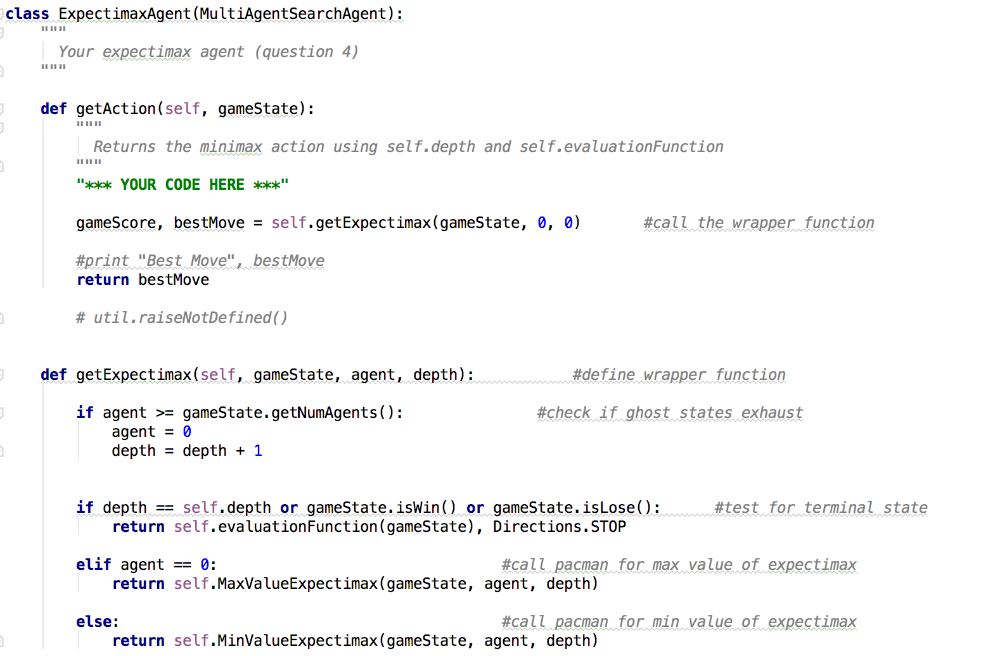 class ExpectimaxAgent(MultiAgentSearchAgent):
    """
      Your expectimax agent (question 4)
    """
    def getAction(self, gameState):
        """
          Returns the minimax action using self.depth and self.evaluationFunction
        """
        "*** YOUR CODE HERE ***"
        gameScore, bestMove = self.getExpectimax(gameState, 0, 0)       #call the wrapper function
        #print "Best Move", bestMove
        return bestMove
        # util.raiseNotDefined()
    def getExpectimax(self, gameState, agent, depth):           #define wrapper function
        if agent >= gameState.getNumAgents():               #check if ghost states exhaust
            agent = 0
            depth = depth + 1
        if depth == self.depth or gameState.isWin() or gameState.isLose():      #test for terminal state
            return self.evaluationFunction(gameState), Directions.STOP
        elif agent == 0:                                #call pacman for max value of expectimax
            return self.MaxValueExpectimax(gameState, agent, depth)
        else:                                           #call pacman for min value of expectimax
            return self.MinValueExpectimax(gameState, agent, depth)